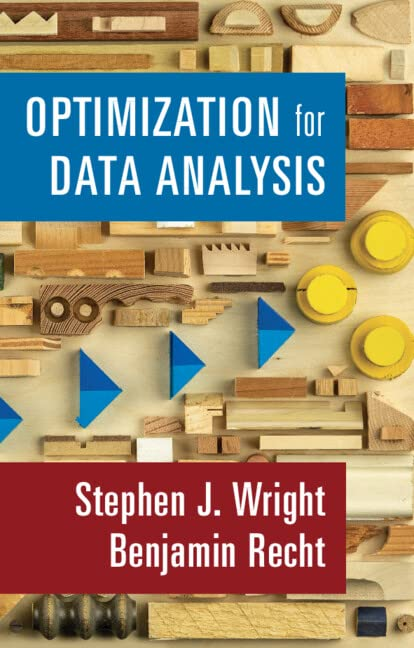 OPTIMIZATION for
DATA ANALYSIS
Stephen J. Wright
Benjamin Recht